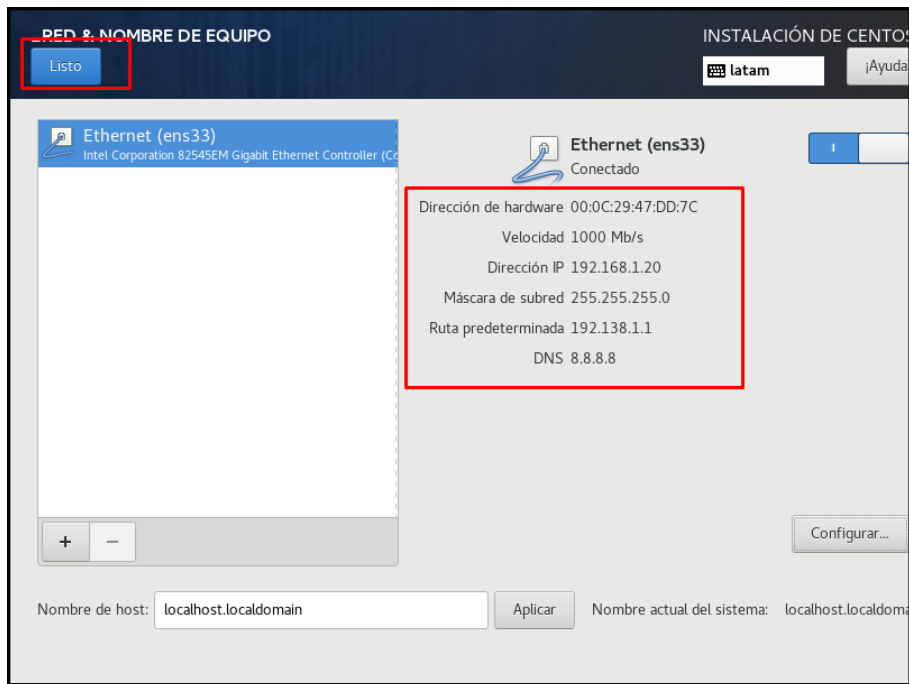 RED & NOMBRE DE EQUIPO
INSTALACIÓN DE CENTOS
Listo
latam
¡Ayuda
Ethernet (ens33)
Intel Corporation 82545EM Gigabit Ethernet Controller (Co
Ethernet (ens33)
Conectado
Dirección de hardware 00:0C:29:47:DD:7C
Velocidad 1000 Mb/s
Dirección IP 192.168.1.20
Máscara de subred 255.255.255.0
Ruta predeterminada 192.138.1.1
DNS 8.8.8.8
+ −
Configurar...
Nombre de host: localhost.localdomain Aplicar Nombre actual del sistema: localhost.localdoma